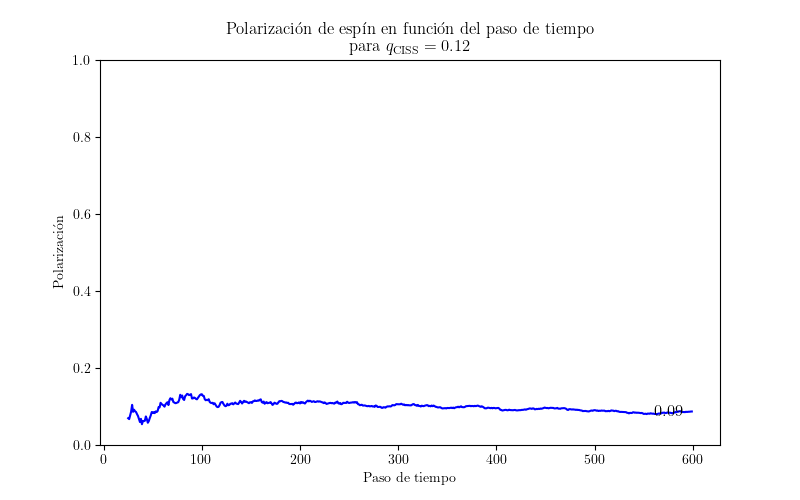 Polarización de espín en función del paso de tiempo
para q_CISS = 0.12
1.0
0.8
0.6
0.4
0.2
0.0
Polarización
0.09
0 100 200 300 400 500 600
Paso de tiempo